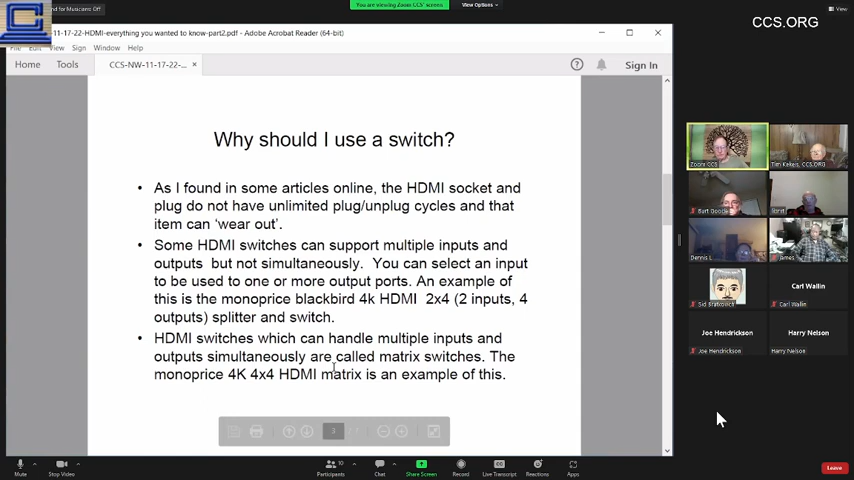 nd for Musicians Off
You are viewing Zoom CCS' screen
View Options
View
CCS.ORG
-11-17-22-HDMI-everything you wanted to know-part2.pdf - Adobe Acrobat Reader (64-bit)
File Edit View Sign Window Help
Home Tools CCS-NW-11-17-22-... × Sign In
Why should I use a switch?
• As I found in some articles online, the HDMI socket and
plug do not have unlimited plug/unplug cycles and that
item can ‘wear out’.
• Some HDMI switches can support multiple inputs and
outputs but not simultaneously. You can select an input
to be used to one or more output ports. An example of
this is the monoprice blackbird 4k HDMI 2x4 (2 inputs, 4
outputs) splitter and switch.
• HDMI switches which can handle multiple inputs and
outputs simultaneously are called matrix switches. The
monoprice 4K 4x4 HDMI matrix is an example of this.
3
Zoom CCS
Tim Kekeis, CCS.ORG
Burt Goode
Dennis L
James
Sid Bratkovich
Carl Wallin
Carl Wallin
Joe Hendrickson
Joe Hendrickson
Harry Nelson
Harry Nelson
Mute
Stop Video
Participants
10
Chat
Share Screen
Record
Live Transcript
Reactions
Apps
Leave